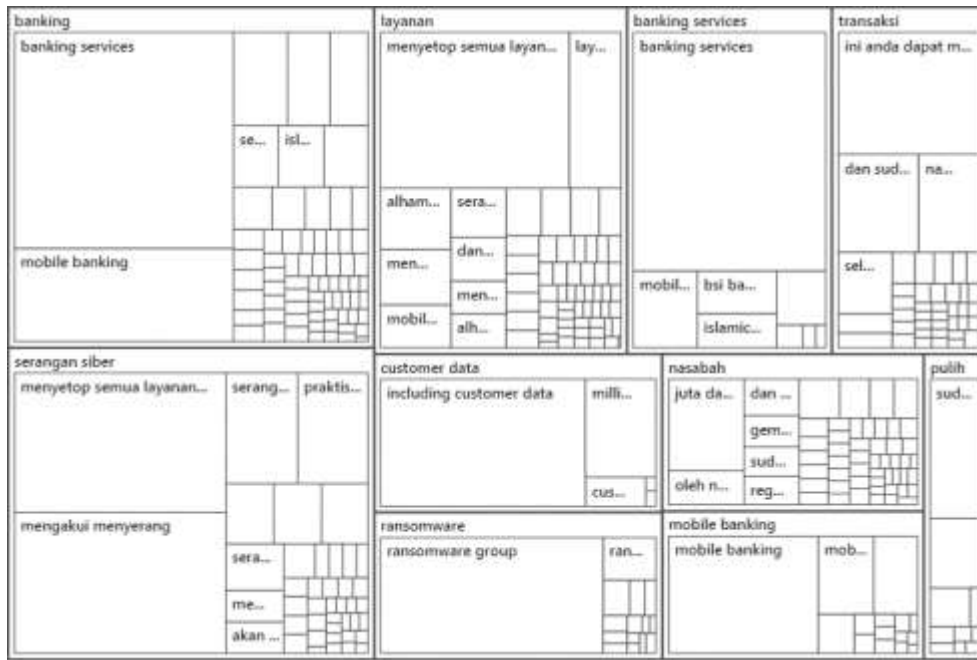 banking
banking services
se...
isl...
mobile banking
layanan
menyetop semua layan...
lay...
alham...
sera...
men...
dan...
mobil...
men...
alh...
banking services
banking services
mobil...
bsi ba...
islamic...
transaksi
ini anda dapat m...
dan sud...
na...
sel...
serangan siber
menyetop semua layanan...
serang...
praktis...
mengakui menyerang
sera...
me...
akan ...
customer data
including customer data
milli...
cus...
nasabah
juta da...
dan ...
gem...
sud...
oleh n...
reg...
pulih
sud...
ransomware
ransomware group
ran...
mobile banking
mobile banking
mob...